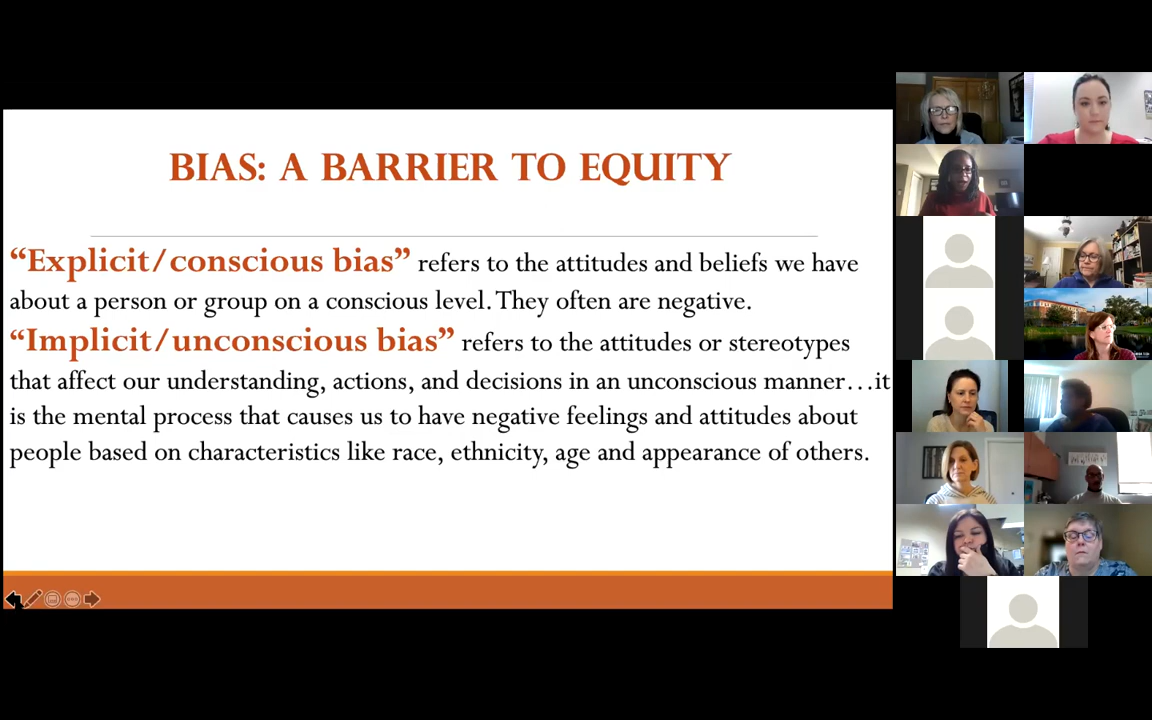 BIAS: A BARRIER TO EQUITY
“Explicit/conscious bias” refers to the attitudes and beliefs we have
about a person or group on a conscious level. They often are negative.
“Implicit/unconscious bias” refers to the attitudes or stereotypes
that affect our understanding, actions, and decisions in an unconscious manner…it
is the mental process that causes us to have negative feelings and attitudes about
people based on characteristics like race, ethnicity, age and appearance of others.